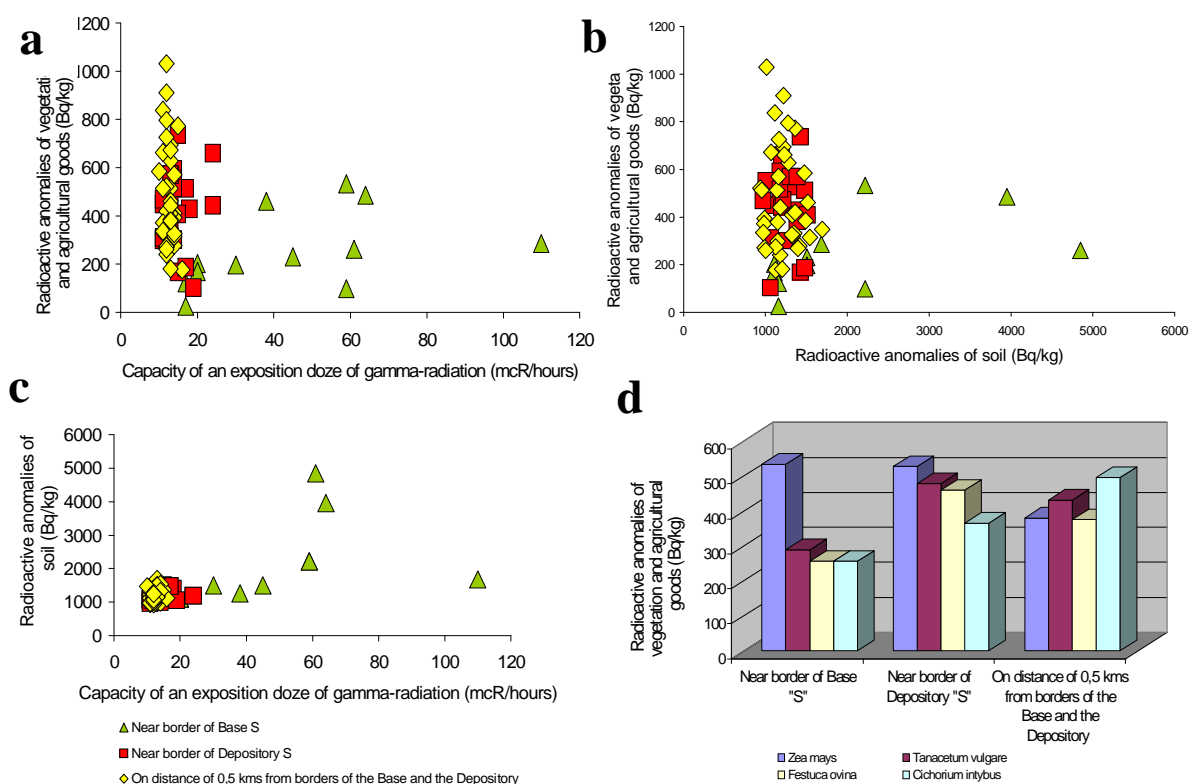 a
1200
1000
800
600
400
200
0
0 20 40 60 80 100 120
Radioactive anomalies of vegetati
and agricultural goods (Bq/kg)
Capacity of an exposition doze of gamma-radiation (mcR/hours)
b
1200
1000
800
600
400
200
0
0 1000 2000 3000 4000 5000 6000
Radioactive anomalies of vegeta
and agricultural goods (Bq/kg)
Radioactive anomalies of soil (Bq/kg)
c
6000
5000
4000
3000
2000
1000
0
0 20 40 60 80 100 120
Radioactive anomalies of
soil (Bq/kg)
Capacity of an exposition doze of gamma-radiation (mcR/hours)
Near border of Base S
Near border of Depository S
On distance of 0,5 kms from borders of the Base and the Depository
d
600
500
400
300
200
100
0
Radioactive anomalies of
vegetation and agricultural
goods (Bq/kg)
Near border of Base
"S"
Near border of
Depository "S"
On distance of 0,5 kms
from borders of the
Base and the
Depository
Zea mays
Tanacetum vulgare
Festuca ovina
Cichorium intybus